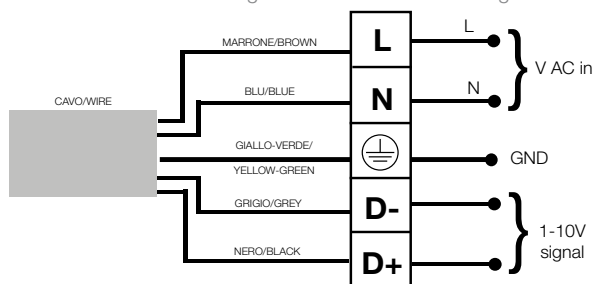 MARRONE/BROWN
L
L
V AC in
BLU/BLUE
N
N
CAVO/WIRE
GIALLO-VERDE/
YELLOW-GREEN
GND
GRIGIO/GREY
D-
1-10V
signal
NERO/BLACK
D+